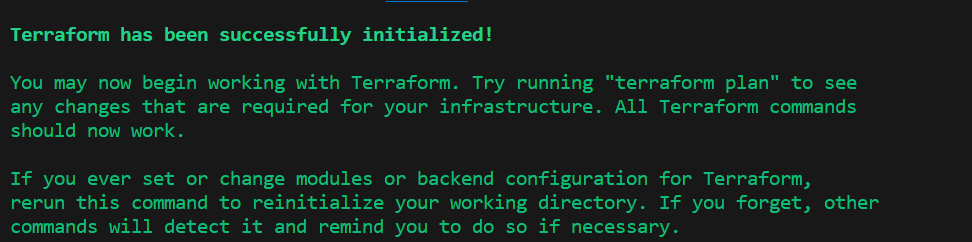 Terraform has been successfully initialized!
You may now begin working with Terraform. Try running "terraform plan" to see
any changes that are required for your infrastructure. All Terraform commands
should now work.
If you ever set or change modules or backend configuration for Terraform,
rerun this command to reinitialize your working directory. If you forget, other
commands will detect it and remind you to do so if necessary.